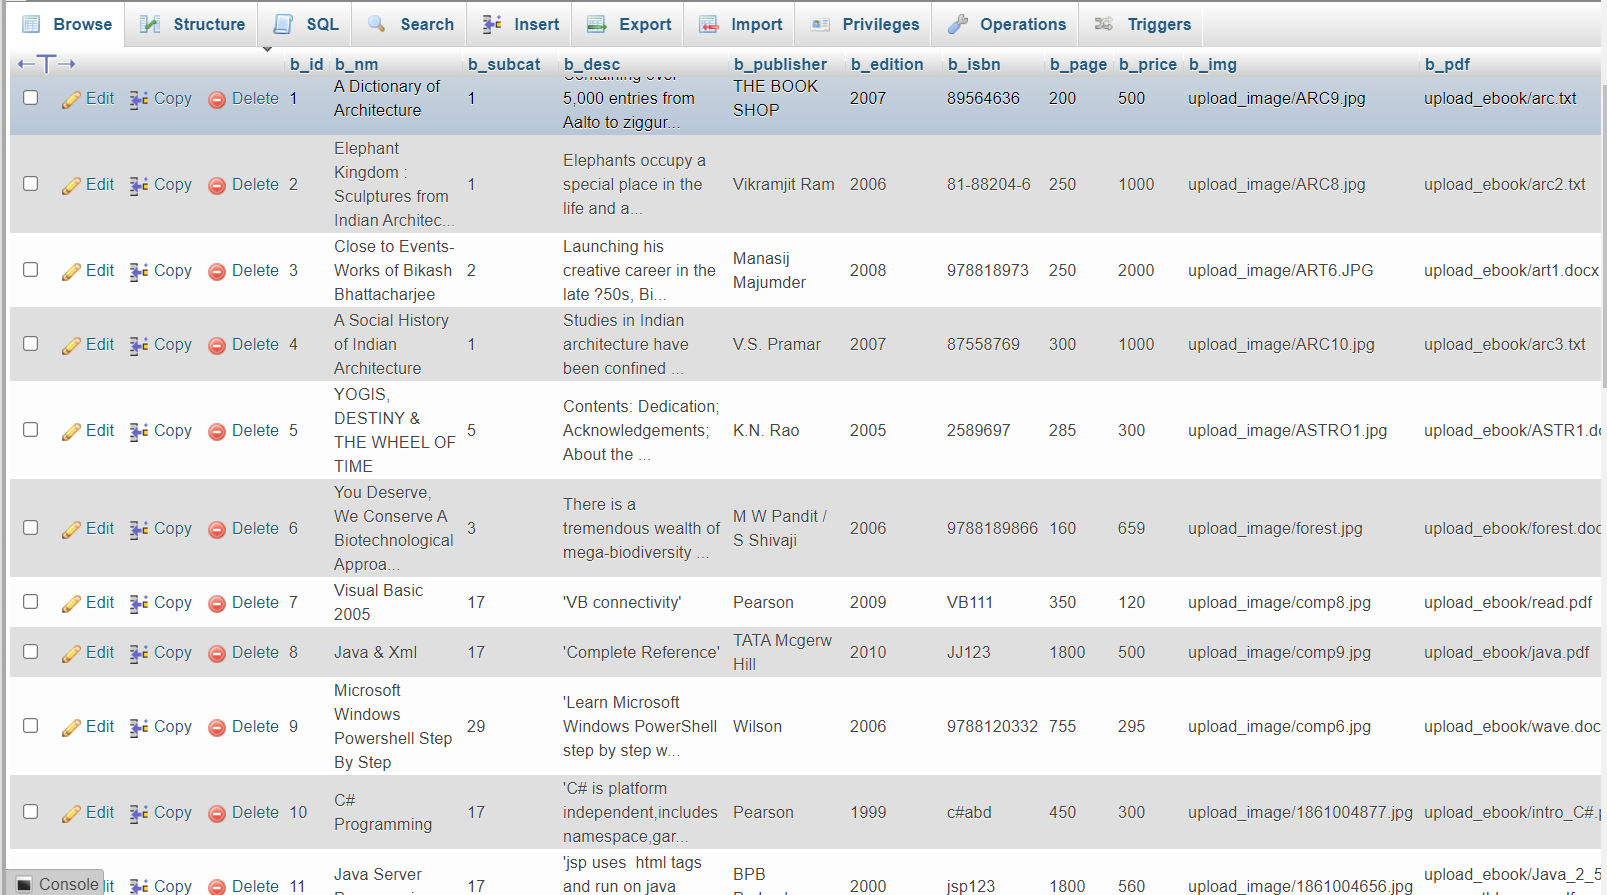 Browse Structure SQL Search Insert Export Import Privileges Operations Triggers
←T→ b_id b_nm b_subcat b_desc b_publisher b_edition b_isbn b_page b_price b_img b_pdf
Edit Copy Delete 1 A Dictionary of Architecture 1 Containing over 5,000 entries from Aalto to ziggur... THE BOOK SHOP 2007 89564636 200 500 upload_image/ARC9.jpg upload_ebook/arc.txt
Edit Copy Delete 2 Elephant Kingdom : Sculptures from Indian Architec... 1 Elephants occupy a special place in the life and a... Vikramjit Ram 2006 81-88204-6 250 1000 upload_image/ARC8.jpg upload_ebook/arc2.txt
Edit Copy Delete 3 Close to Events- Works of Bikash Bhattacharjee 2 Launching his creative career in the late ?50s, Bi... Manasij Majumder 2008 978818973 250 2000 upload_image/ART6.JPG upload_ebook/art1.docx
Edit Copy Delete 4 A Social History of Indian Architecture 1 Studies in Indian architecture have been confined ... V.S. Pramar 2007 87558769 300 1000 upload_image/ARC10.jpg upload_ebook/arc3.txt
Edit Copy Delete 5 YOGIS, DESTINY & THE WHEEL OF TIME 5 Contents: Dedication; Acknowledgements; About the ... K.N. Rao 2005 2589697 285 300 upload_image/ASTRO1.jpg upload_ebook/ASTR1.do
Edit Copy Delete 6 You Deserve, We Conserve A Biotechnological Approa... 3 There is a tremendous wealth of mega-biodiversity ... M W Pandit / S Shivaji 2006 9788189866 160 659 upload_image/forest.jpg upload_ebook/forest.doc
Edit Copy Delete 7 Visual Basic 2005 17 'VB connectivity' Pearson 2009 VB111 350 120 upload_image/comp8.jpg upload_ebook/read.pdf
Edit Copy Delete 8 Java & Xml 17 'Complete Reference' TATA Mcgerw Hill 2010 JJ123 1800 500 upload_image/comp9.jpg upload_ebook/java.pdf
Edit Copy Delete 9 Microsoft Windows Powershell Step By Step 29 'Learn Microsoft Windows PowerShell step by step w... Wilson 2006 9788120332 755 295 upload_image/comp6.jpg upload_ebook/wave.doc
Edit Copy Delete 10 C# Programming 17 'C# is platform independent,includes namespace,gar... Pearson 1999 c#abd 450 300 upload_image/1861004877.jpg upload_ebook/intro_C#.p
Copy Delete 11 Java Server 17 'jsp uses html tags and run on java BPB 2000 jsp123 1800 560 upload_image/1861004656.jpg upload_ebook/Java_2_5
Console